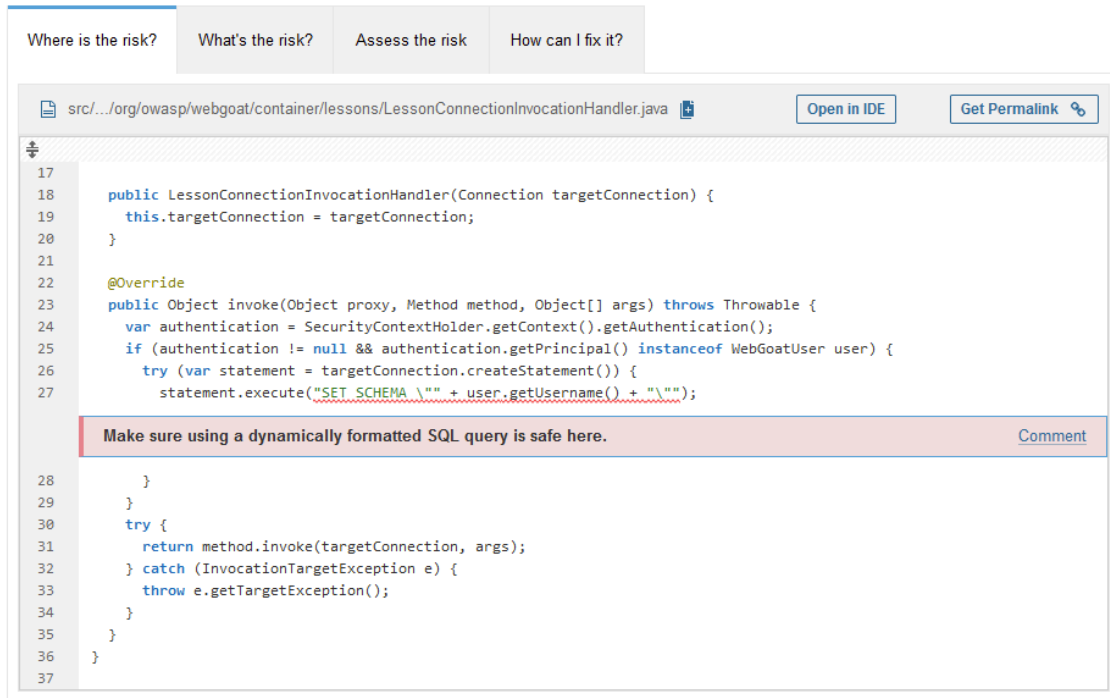 Where is the risk? What's the risk? Assess the risk How can I fix it?
src/.../org/owasp/webgoat/container/lessons/LessonConnectionInvocationHandler.java Open in IDE Get Permalink
17
18 public LessonConnectionInvocationHandler(Connection targetConnection) {
19 this.targetConnection = targetConnection;
20 }
21
22 @Override
23 public Object invoke(Object proxy, Method method, Object[] args) throws Throwable {
24 var authentication = SecurityContextHolder.getContext().getAuthentication();
25 if (authentication != null && authentication.getPrincipal() instanceof WebGoatUser user) {
26 try (var statement = targetConnection.createStatement()) {
27 statement.execute("SET SCHEMA \"" + user.getUsername() + "\"");
Make sure using a dynamically formatted SQL query is safe here. Comment
28 }
29 }
30 try {
31 return method.invoke(targetConnection, args);
32 } catch (InvocationTargetException e) {
33 throw e.getTargetException();
34 }
35 }
36 }
37